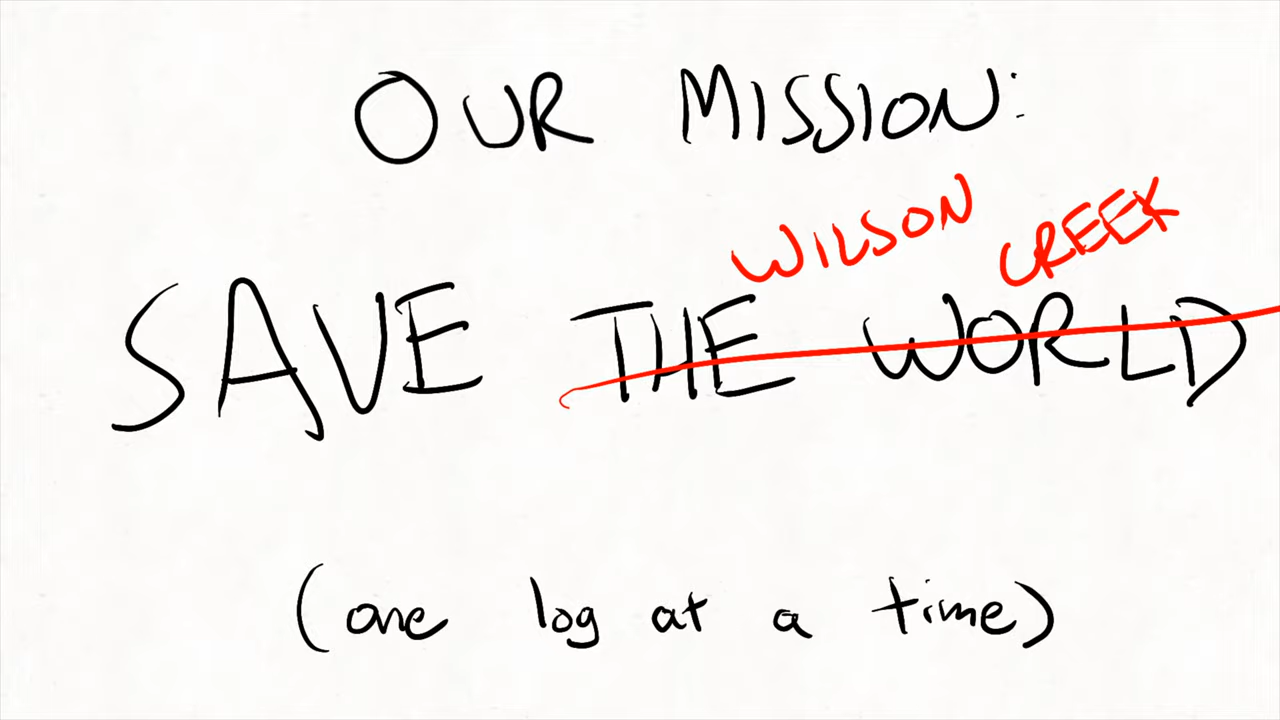 OUR MISSION:
WILSON CREEK
SAVE THE WORLD
(one log at a time)